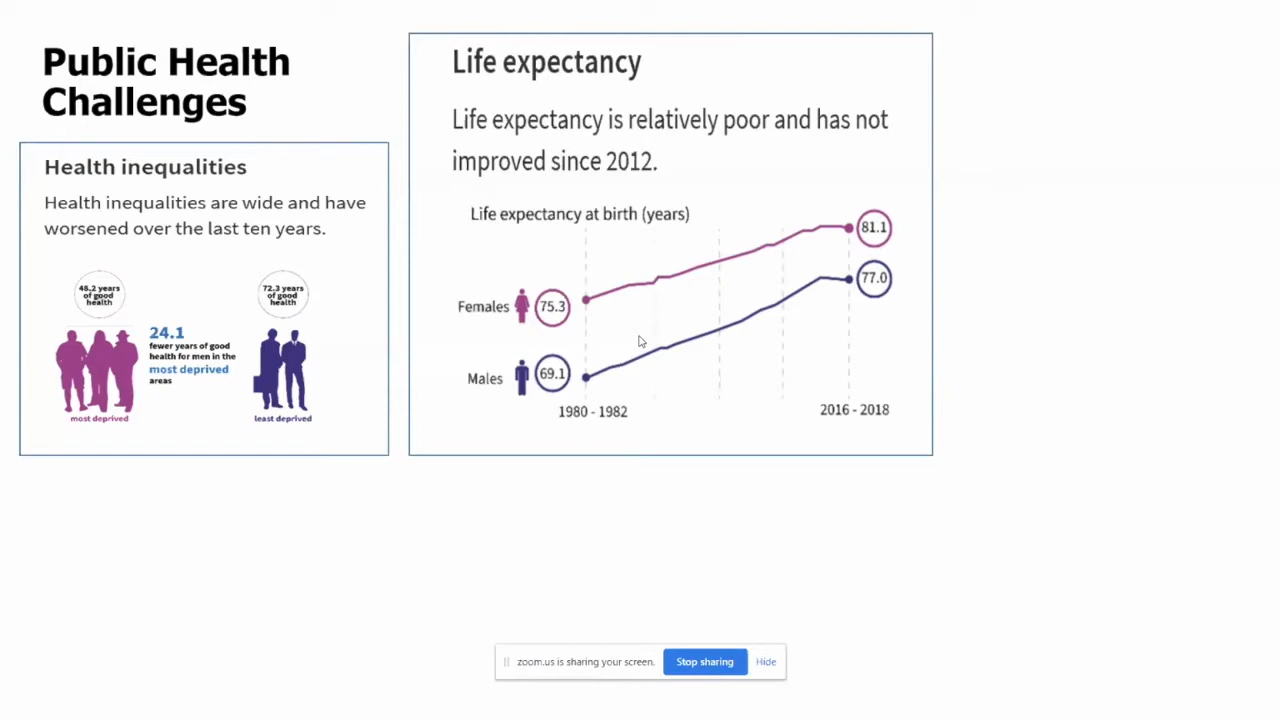 Public Health
Challenges
Health inequalities
Health inequalities are wide and have
worsened over the last ten years.
48.2 years
of good
health
72.3 years
of good
health
24.1
fewer years of good
health for men in the
most deprived
areas
most deprived
least deprived
Life expectancy
Life expectancy is relatively poor and has not
improved since 2012.
Life expectancy at birth (years)
81.1
77.0
Females
75.3
Males
69.1
1980 - 1982
2016 - 2018
zoom.us is sharing your screen.
Stop sharing
Hide